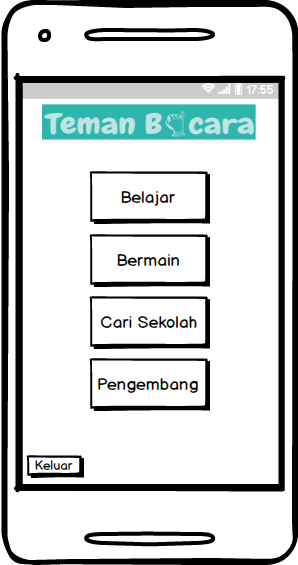 17:55
Teman Bicara
Belajar
Bermain
Cari Sekolah
Pengembang
Keluar